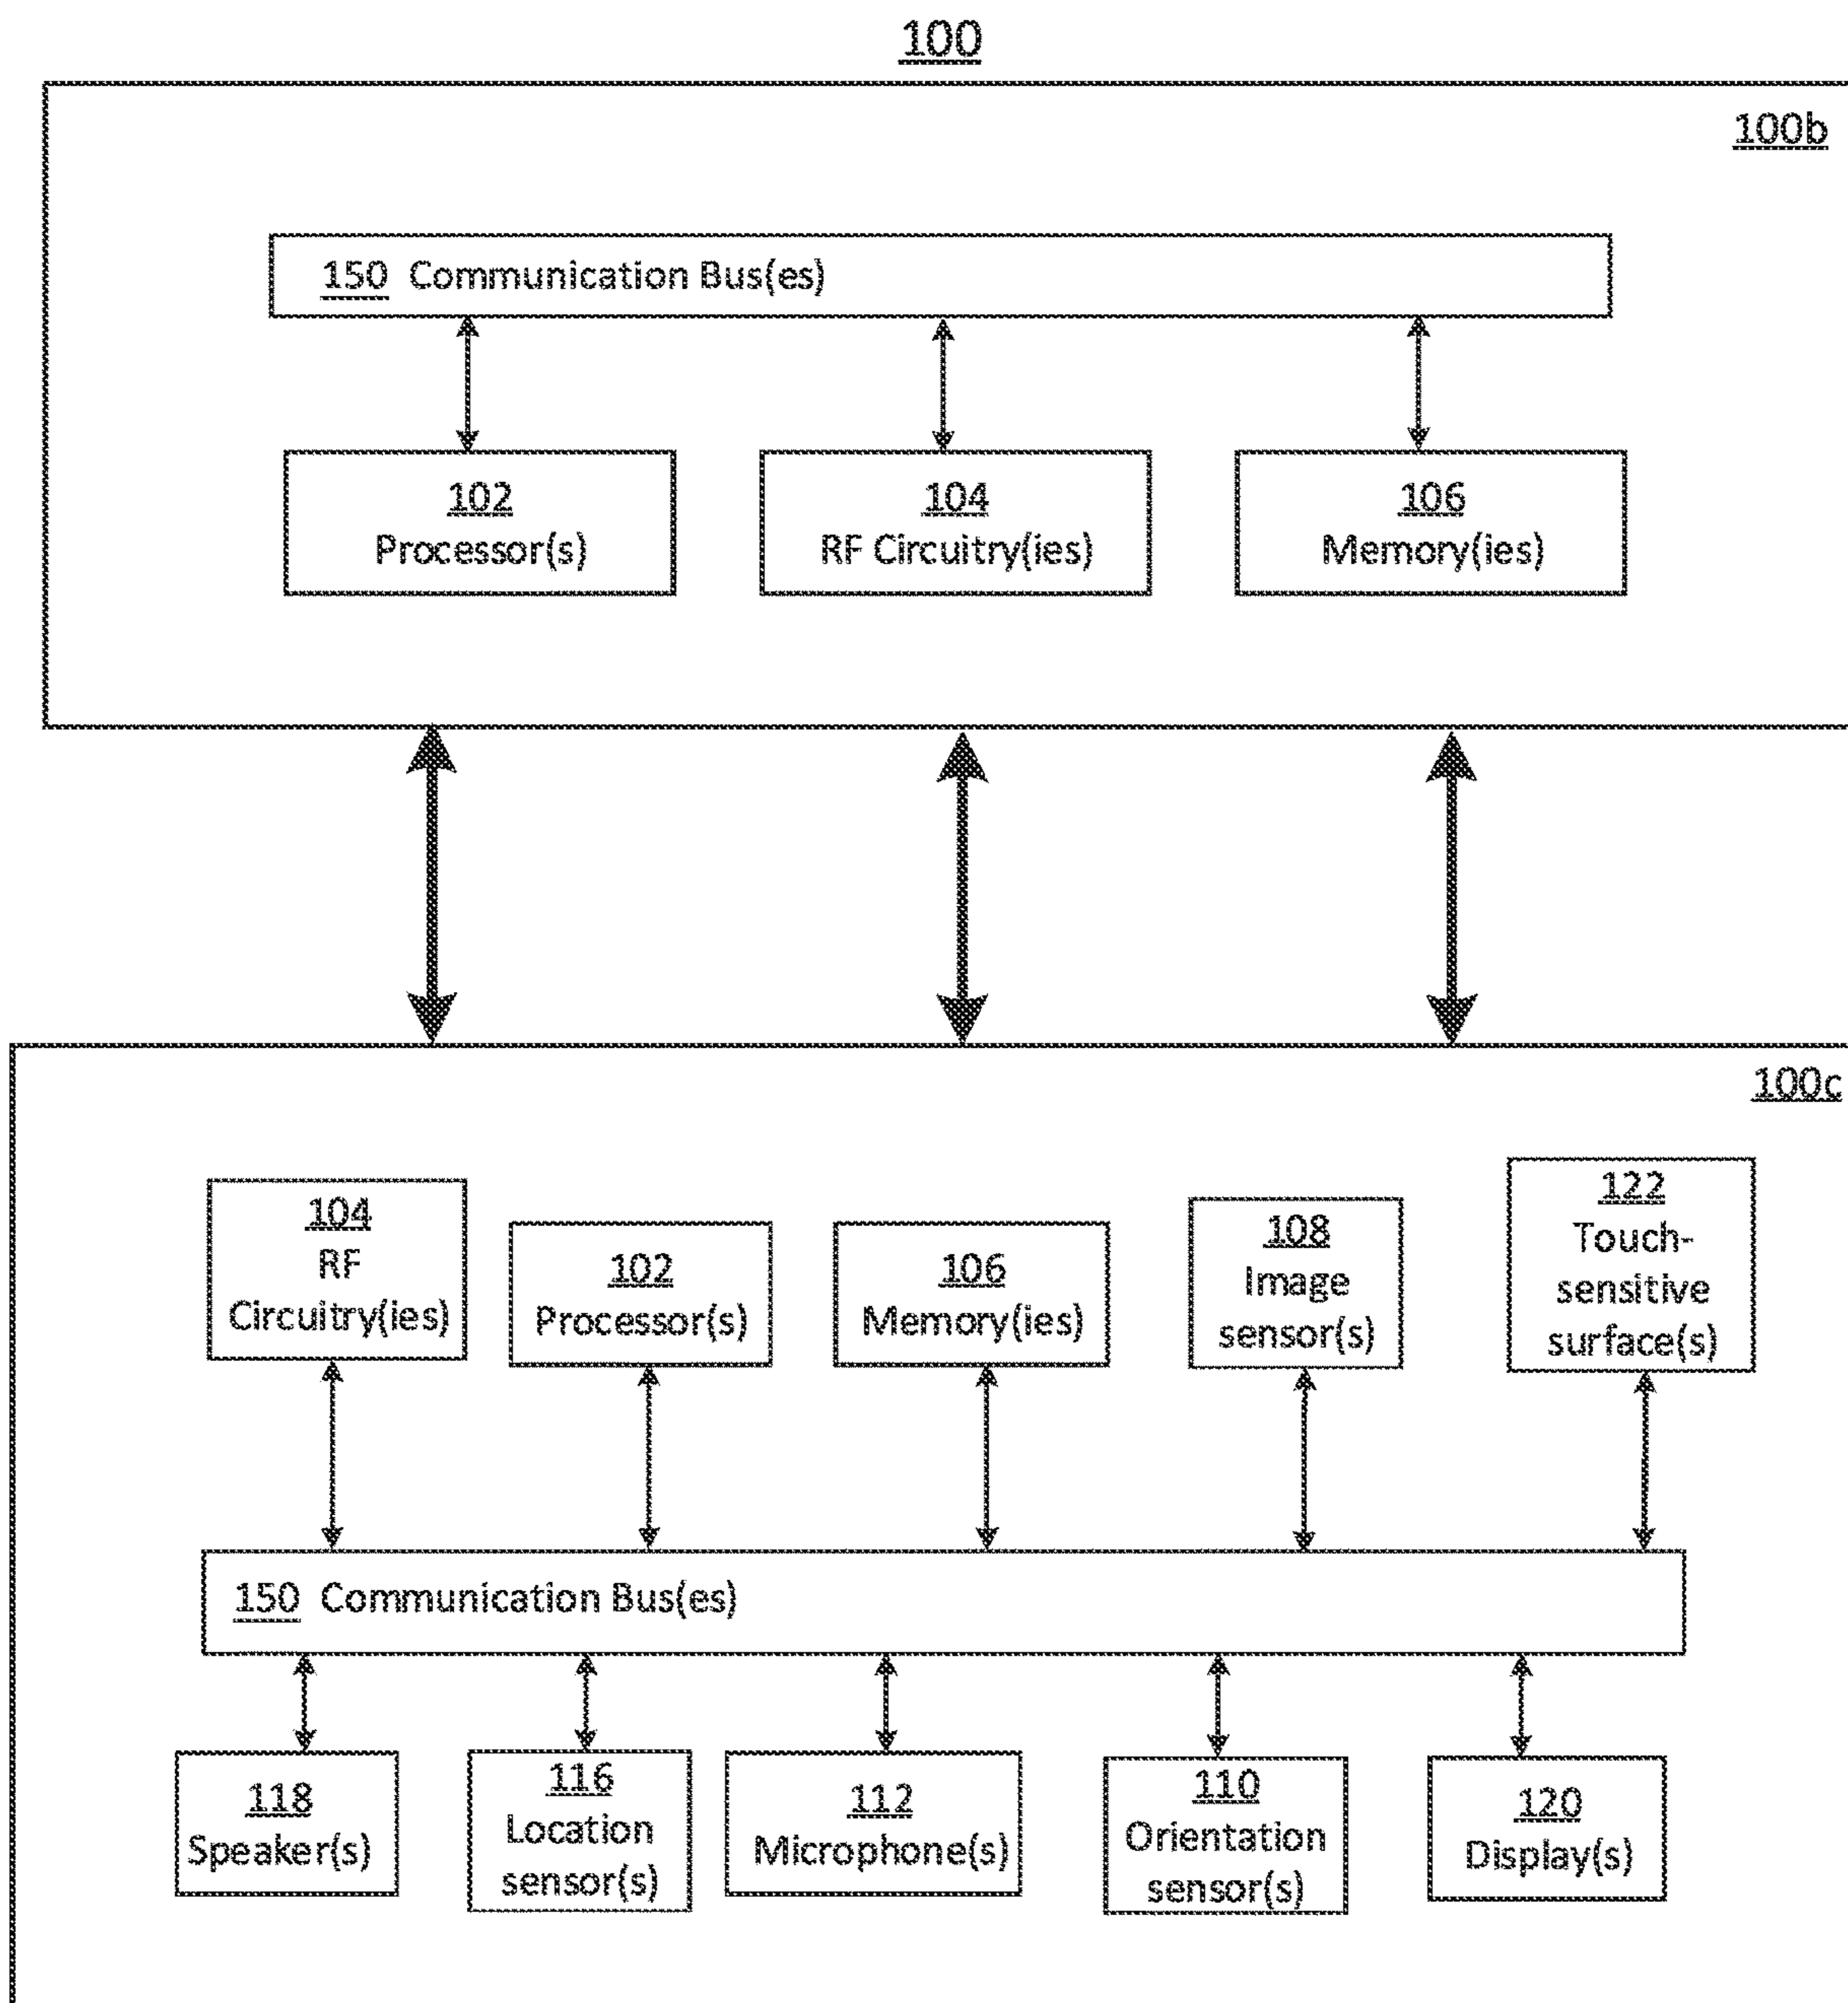 100
100b
150 Communication Bus(es)
102
Processor(s)
104
RF Circuitry(ies)
106
Memory(ies)
100c
104
RF
Circuitry(ies)
102
Processor(s)
106
Memory(ies)
108
Image
sensor(s)
122
Touch-
sensitive
surface(s)
150 Communication Bus(es)
118
Speaker(s)
116
Location
sensor(s)
112
Microphone(s)
110
Orientation
sensor(s)
120
Display(s)